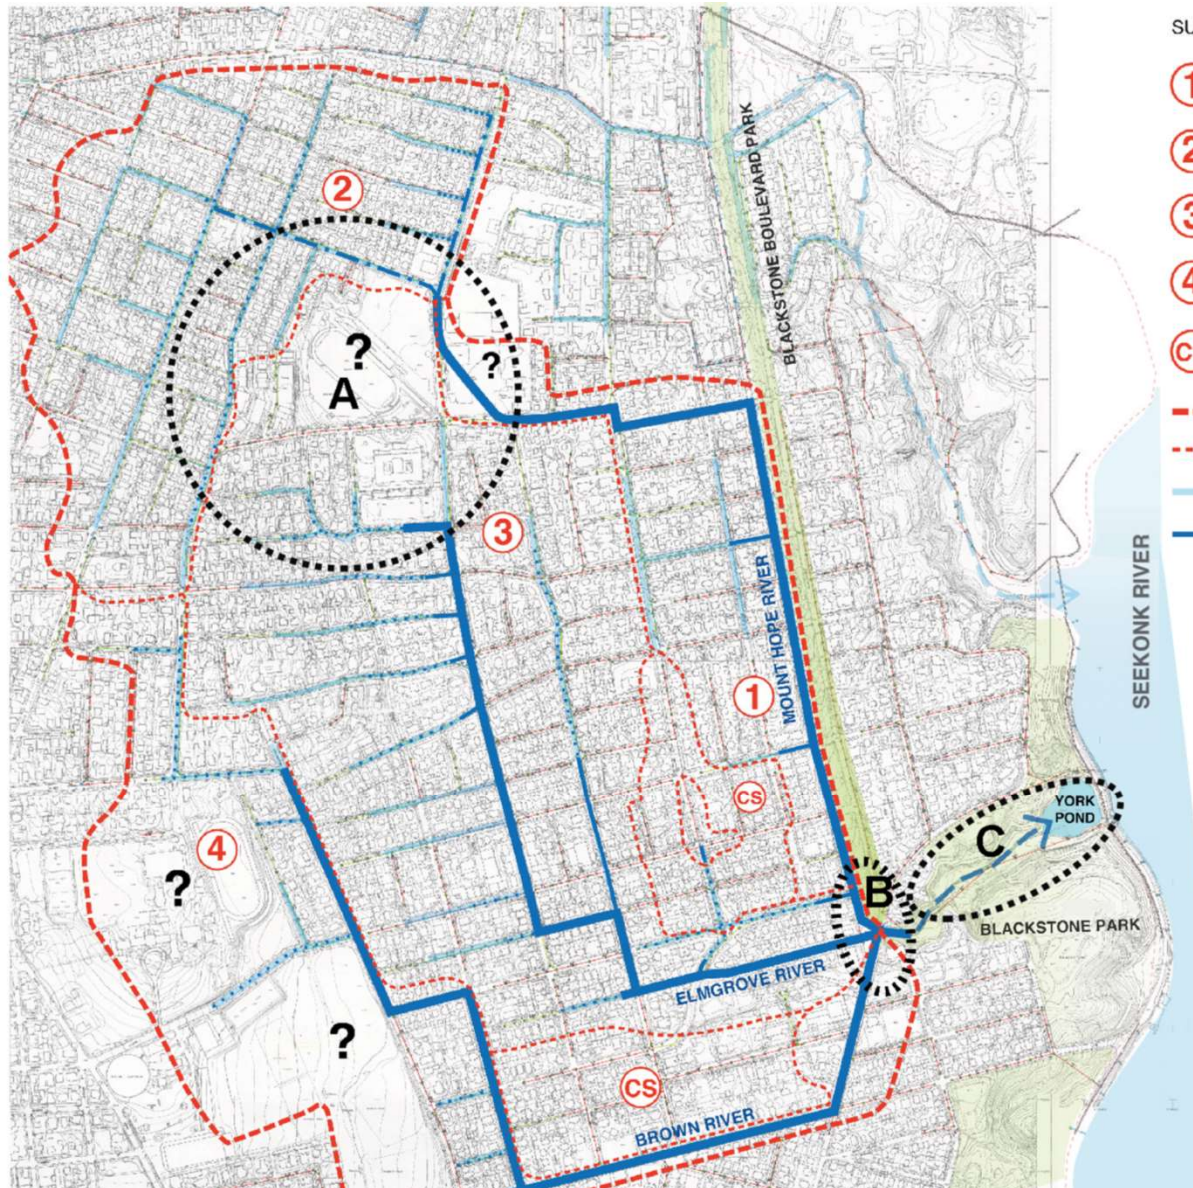 SU
1
2
2
3
4
C
BLACKSTONE BOULEVARD PARK
?
?
A
3
SEEKONK RIVER
MOUNT HOPE RIVER
1
CS
YORK
POND
4
C
?
B
BLACKSTONE PARK
ELMGROVE RIVER
?
CS
BROWN RIVER